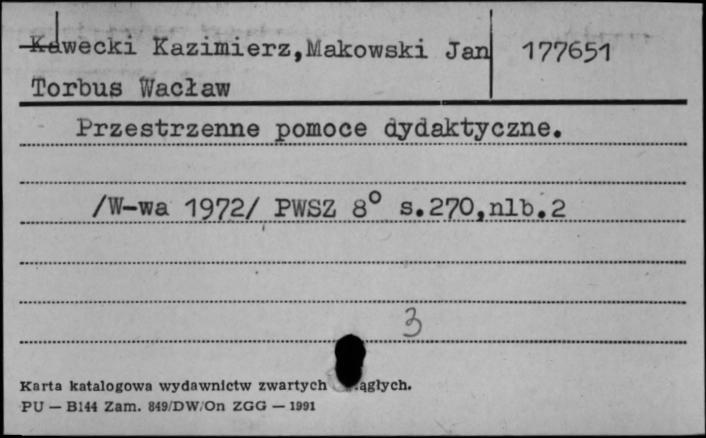 Kawecki Kazimierz,Makowski Jan 177651
Torbus Wacław
Przestrzenne pomoce dydaktyczne.
/W-wa 1972/ PWSZ 8° s.270,nlb.2
3
Karta katalogowa wydawnictw zwartych
PU — B144 Zam. 849/DW/On ZGG — 1991